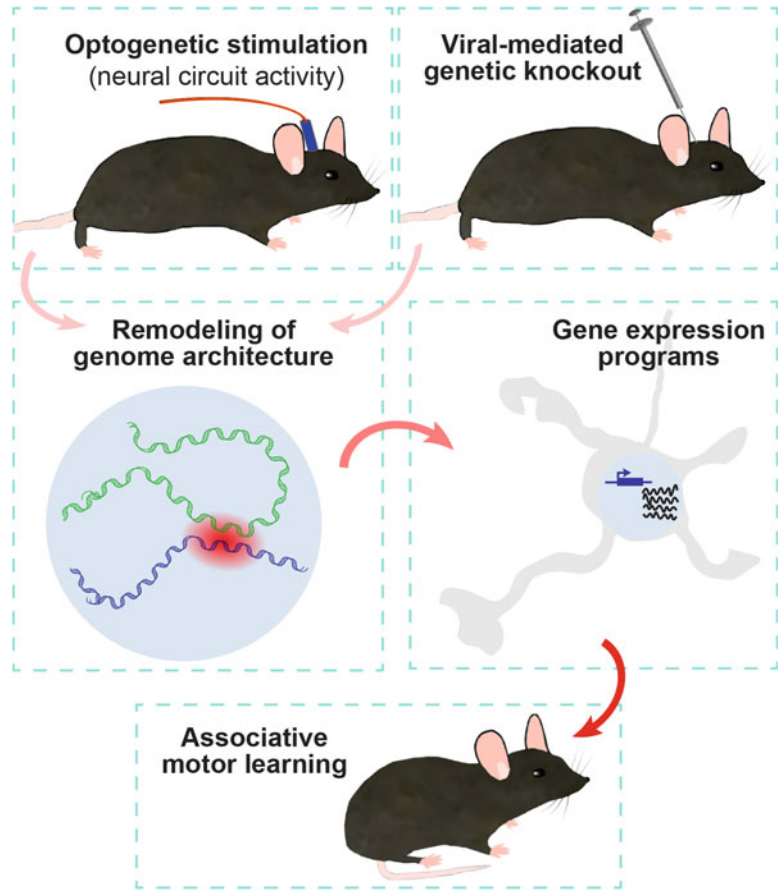 Optogenetic stimulation
(neural circuit activity)
Viral-mediated
genetic knockout
Remodeling of
genome architecture
Gene expression
programs
Associative
motor learning